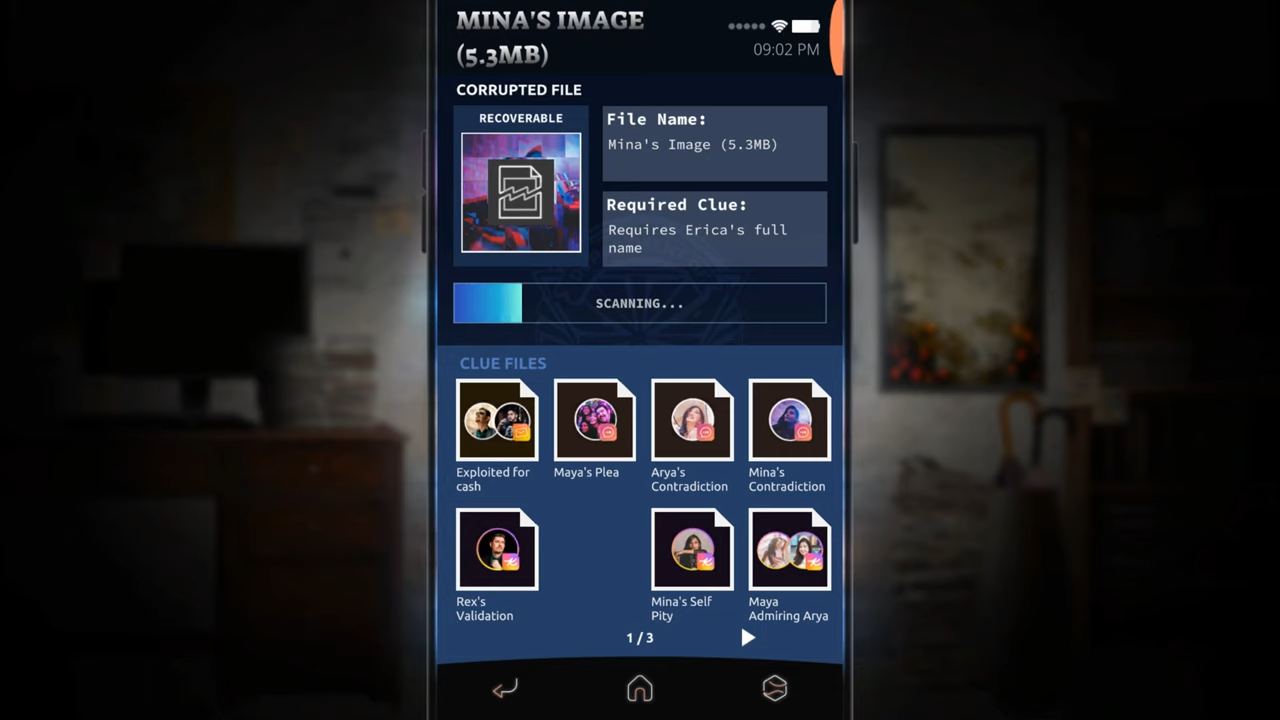 MINA'S IMAGE
(5.3MB)
09:02 PM
CORRUPTED FILE
RECOVERABLE
File Name:
Mina's Image (5.3MB)
Required Clue:
Requires Erica's full
name
SCANNING...
CLUE FILES
Exploited for
cash
Maya's Plea
Arya's
Contradiction
Mina's
Contradiction
Rex's
Validation
Mina's Self
Pity
Maya
Admiring Arya
1 / 3